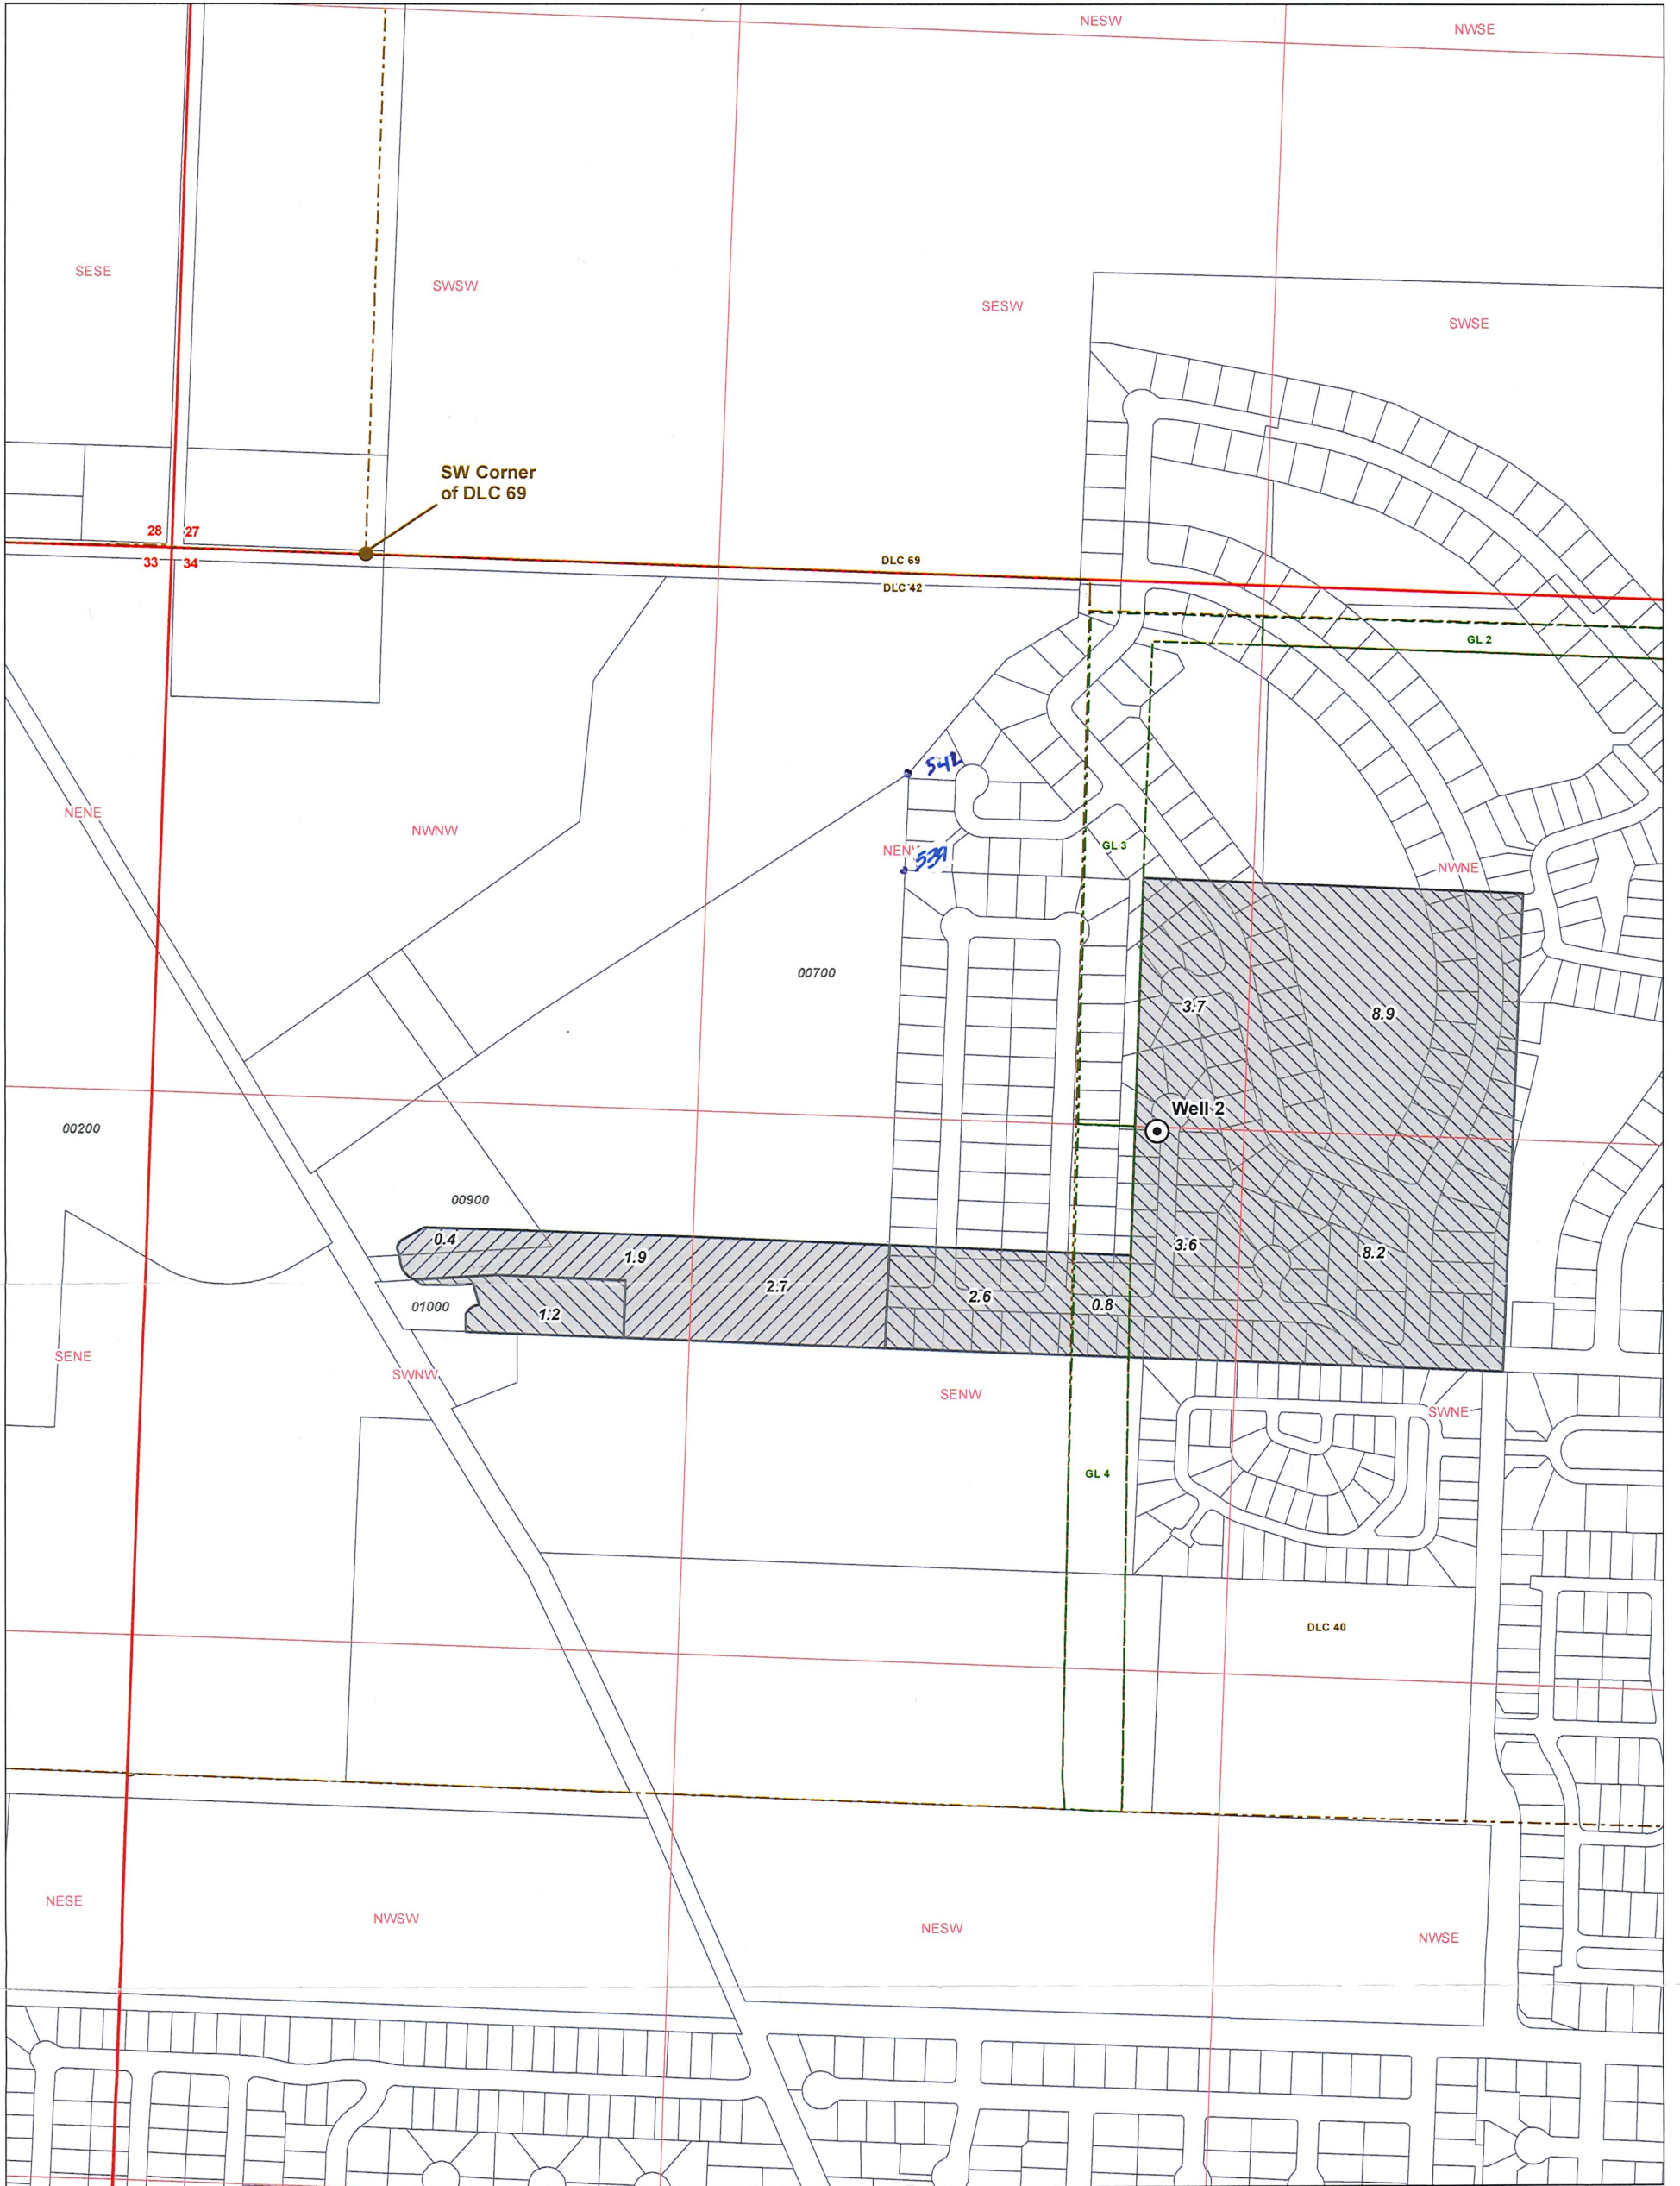 NESW
NWSE
SESE
SWSW
SESW
SWSE
SW Corner
of DLC 69
28 27
33 34
DLC 69
DLC 42
GL 2
542
NENE
NWNW
539
GL 3
NWNE
00700
3.7
8.9
Well 2
00200
00900
0.4
1.9
3.6
8.2
2.7
2.6
0.8
01000
1.2
SENE
SWNW
SENW
SWNE
GL 4
DLC 40
NESE
NWSW
NESW
NWSE